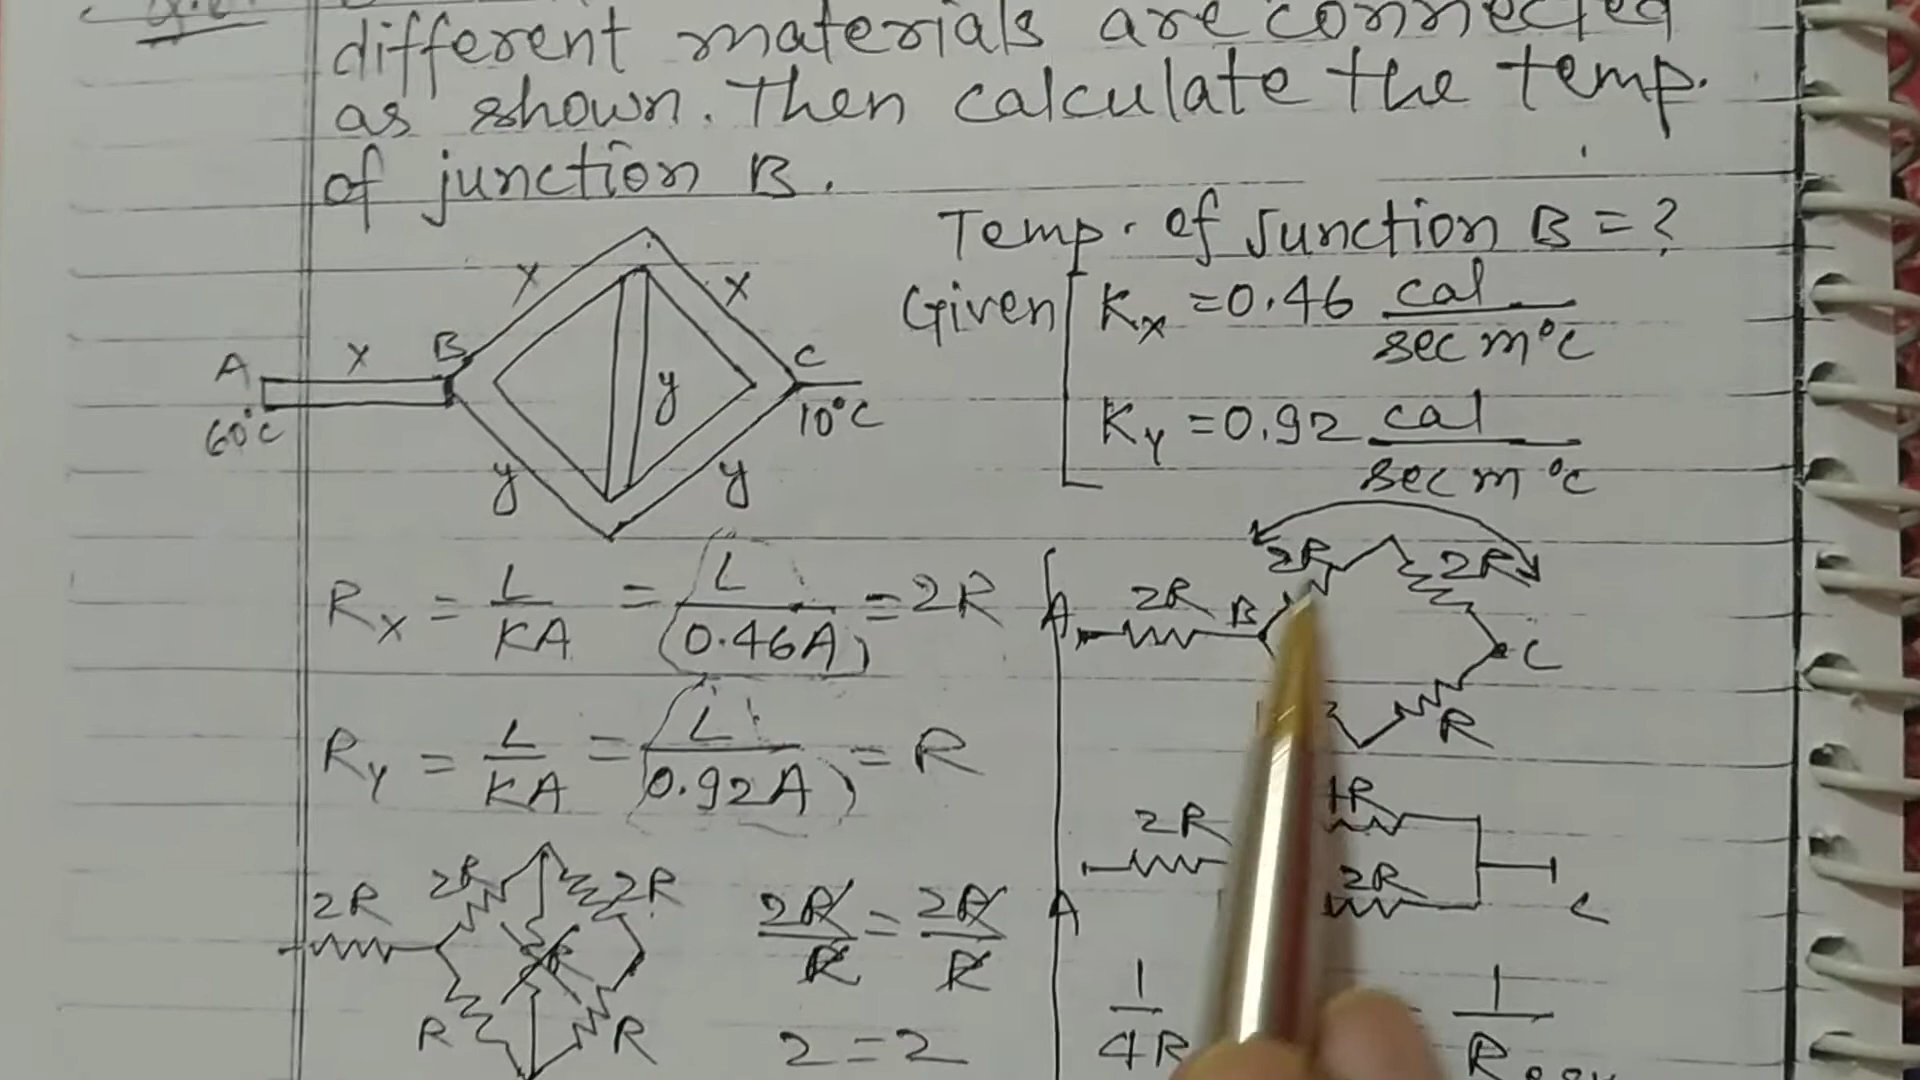 different materials are connected
as shown. Then calculate the temp.
of junction B.
Temp. of Junction B = ?
Given
Kx = 0.46 cal/sec m°C
KY = 0.92 cal/sec m°C
x x
A x B C
60°C y 10°C
y y
RX = L/KA = L/(0.46A) = 2R
RY = L/KA = L/(0.92A) = R
2R 2R
2R
R R
2R/R = 2R/R
2 = 2
2R 2R
A 2R B
C
R
2R
2R
A C
1/4R 1/